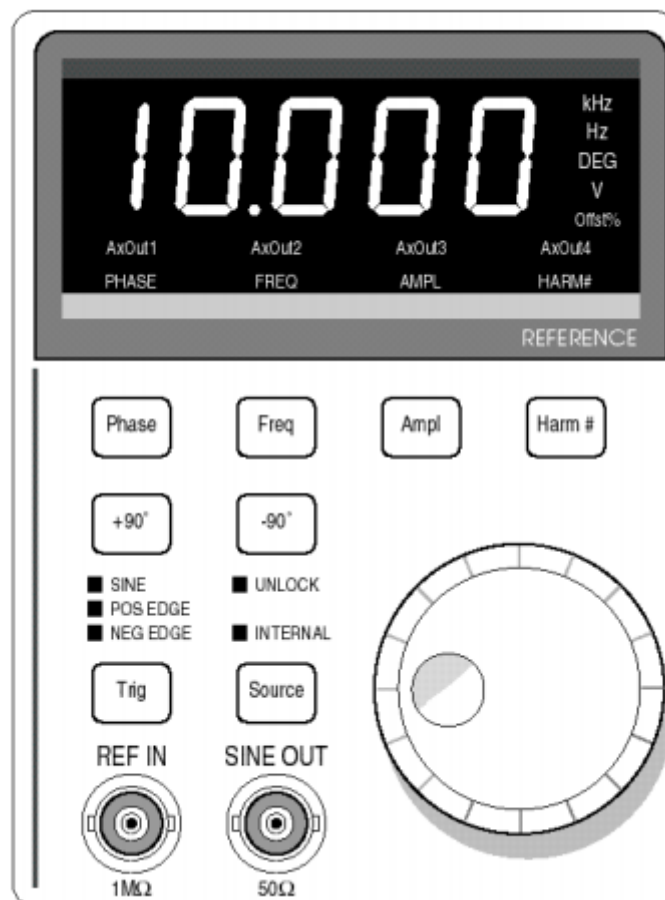 10.000
kHz
Hz
DEG
V
Offst%
AxOut1 AxOut2 AxOut3 AxOut4
PHASE FREQ AMPL HARM#
REFERENCE
Phase Freq Ampl Harm #
+90° -90°
SINE UNLOCK
POS EDGE
NEG EDGE INTERNAL
Trig Source
REF IN SINE OUT
1MΩ 50Ω